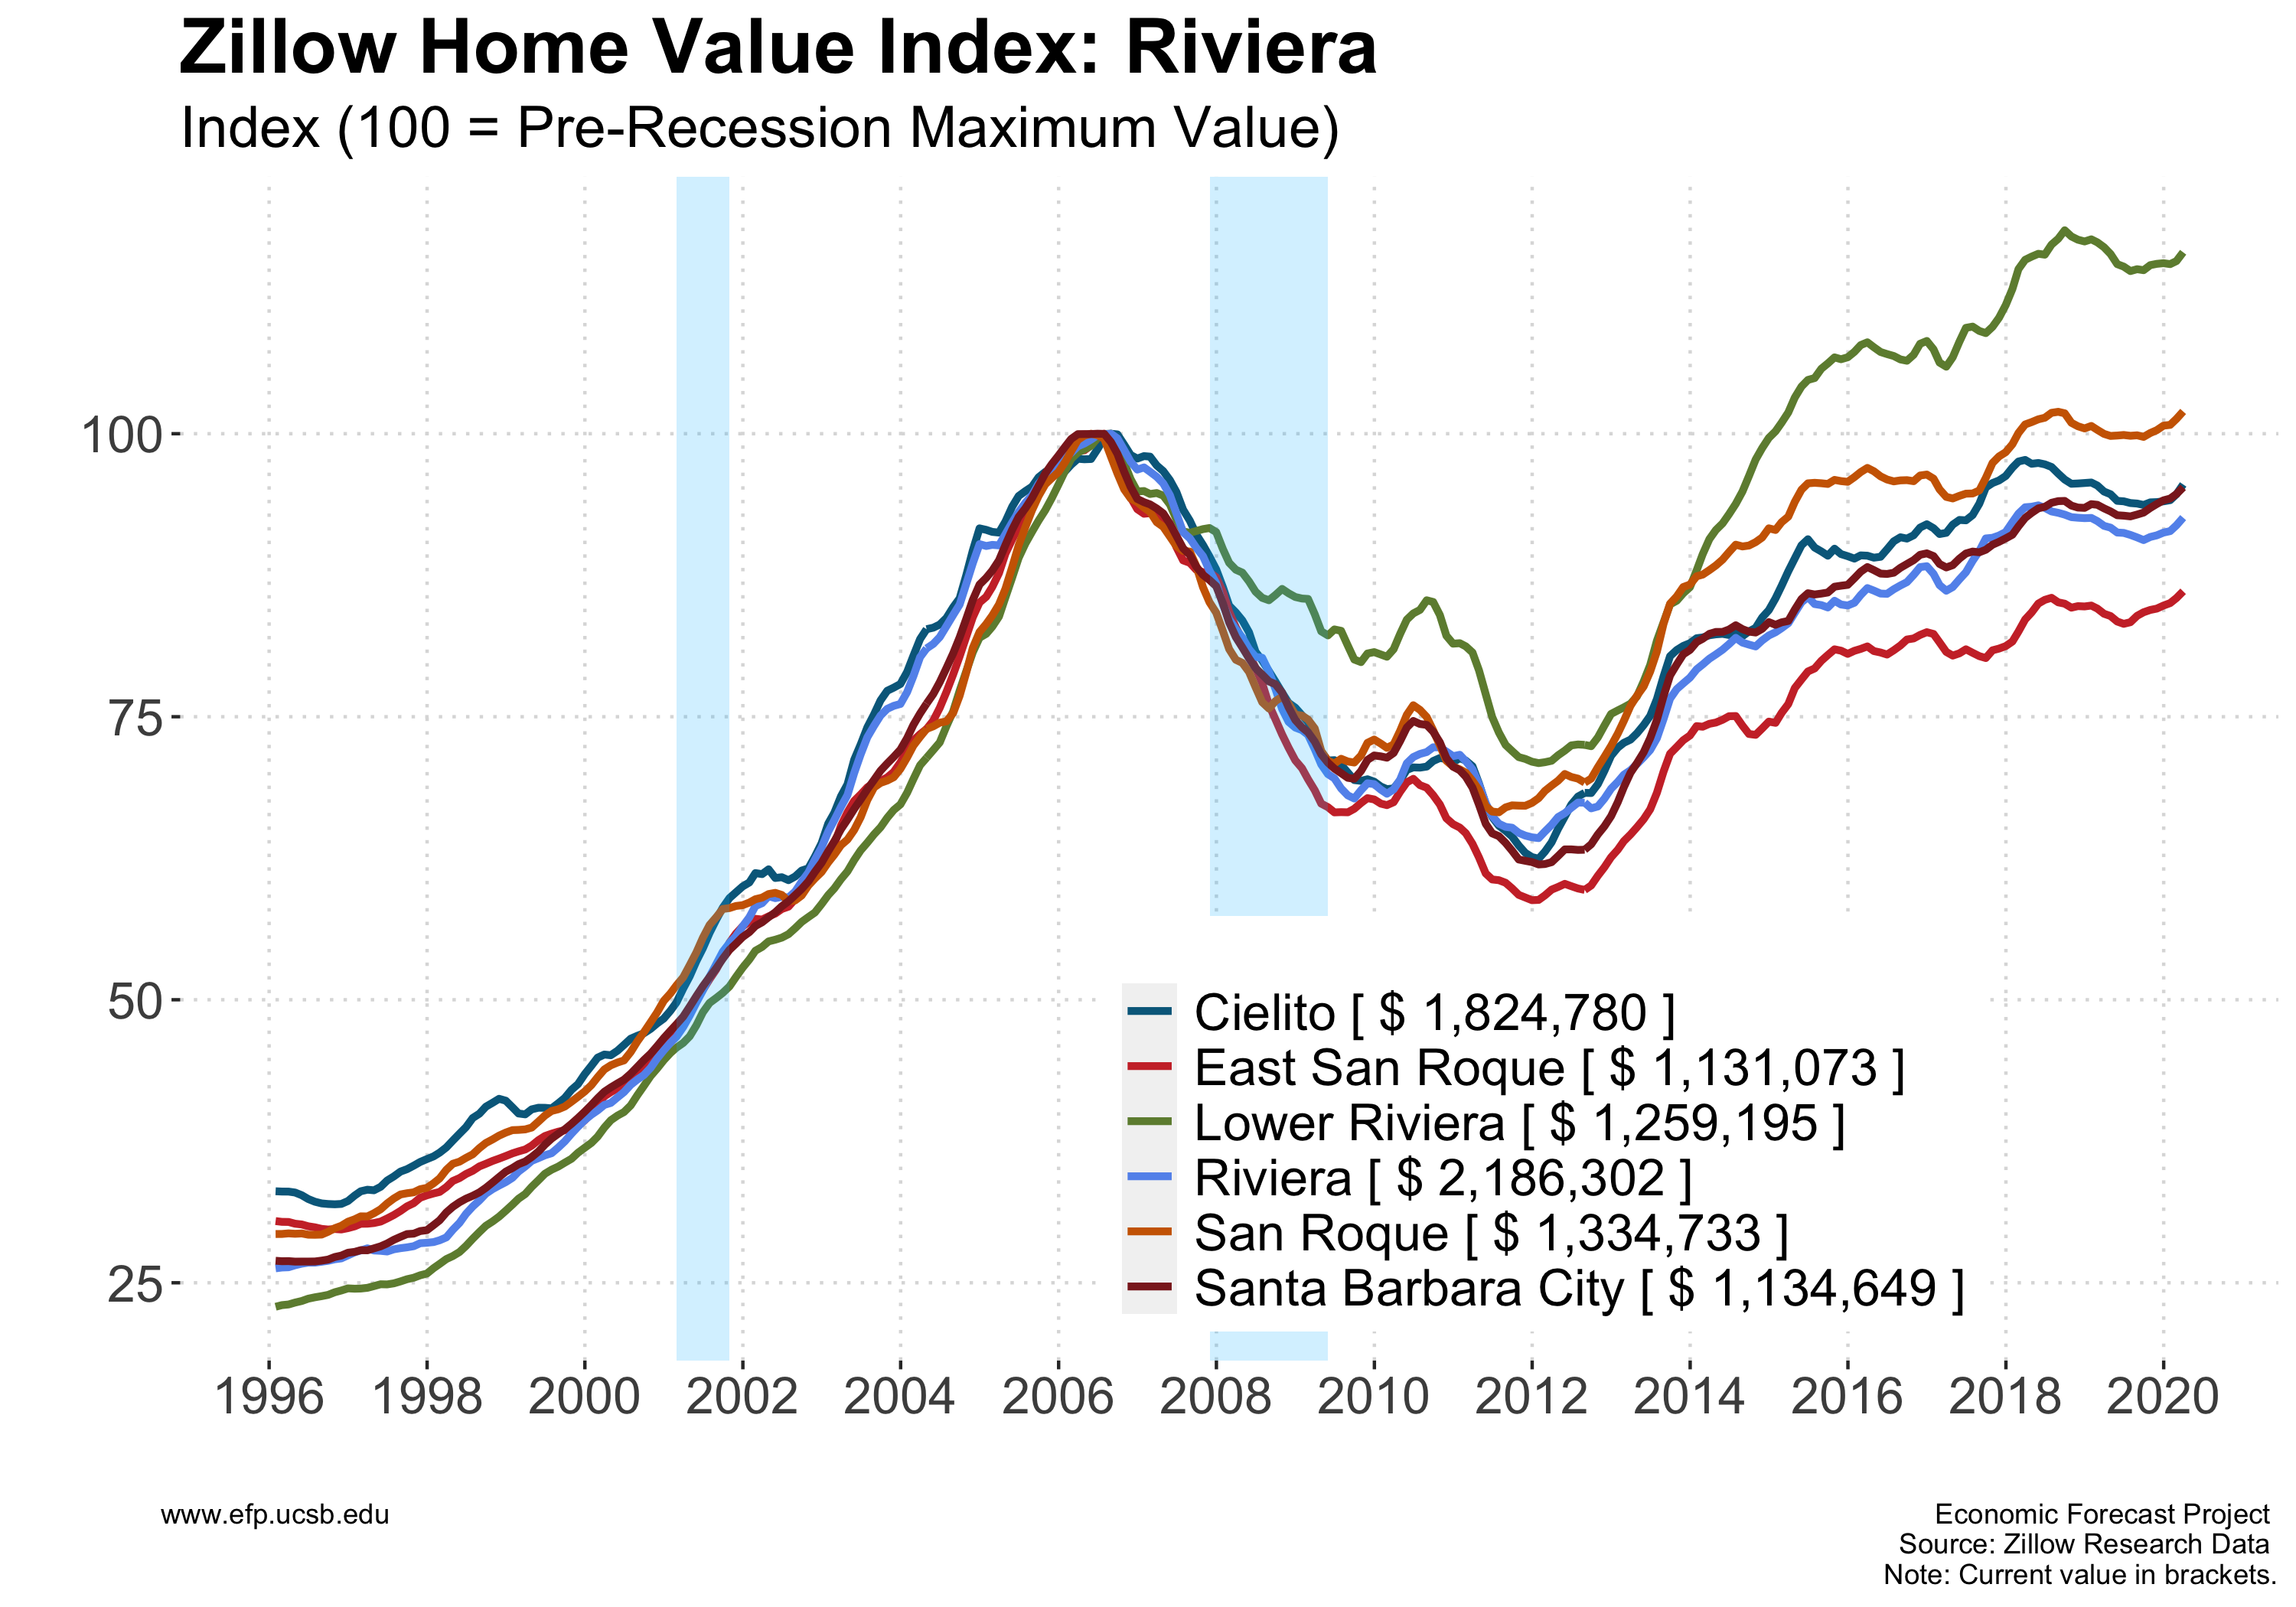 Zillow Home Value Index: Riviera
Index (100 = Pre-Recession Maximum Value)
100
75
50
25
Cielito [ $ 1,824,780 ]
East San Roque [ $ 1,131,073 ]
Lower Riviera [ $ 1,259,195 ]
Riviera [ $ 2,186,302 ]
San Roque [ $ 1,334,733 ]
Santa Barbara City [ $ 1,134,649 ]
1996 1998 2000 2002 2004 2006 2008 2010 2012 2014 2016 2018 2020
www.efp.ucsb.edu
Economic Forecast Project
Source: Zillow Research Data
Note: Current value in brackets.